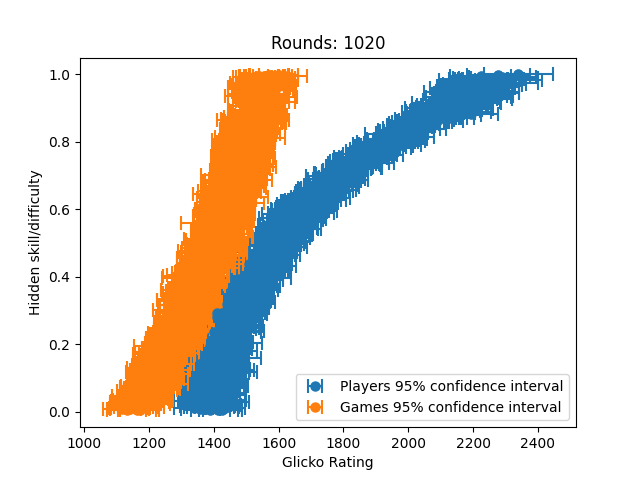 Rounds: 1020
1.0
0.8
0.6
0.4
0.2
0.0
Hidden skill/difficulty
Players 95% confidence interval
Games 95% confidence interval
1000 1200 1400 1600 1800 2000 2200 2400
Glicko Rating